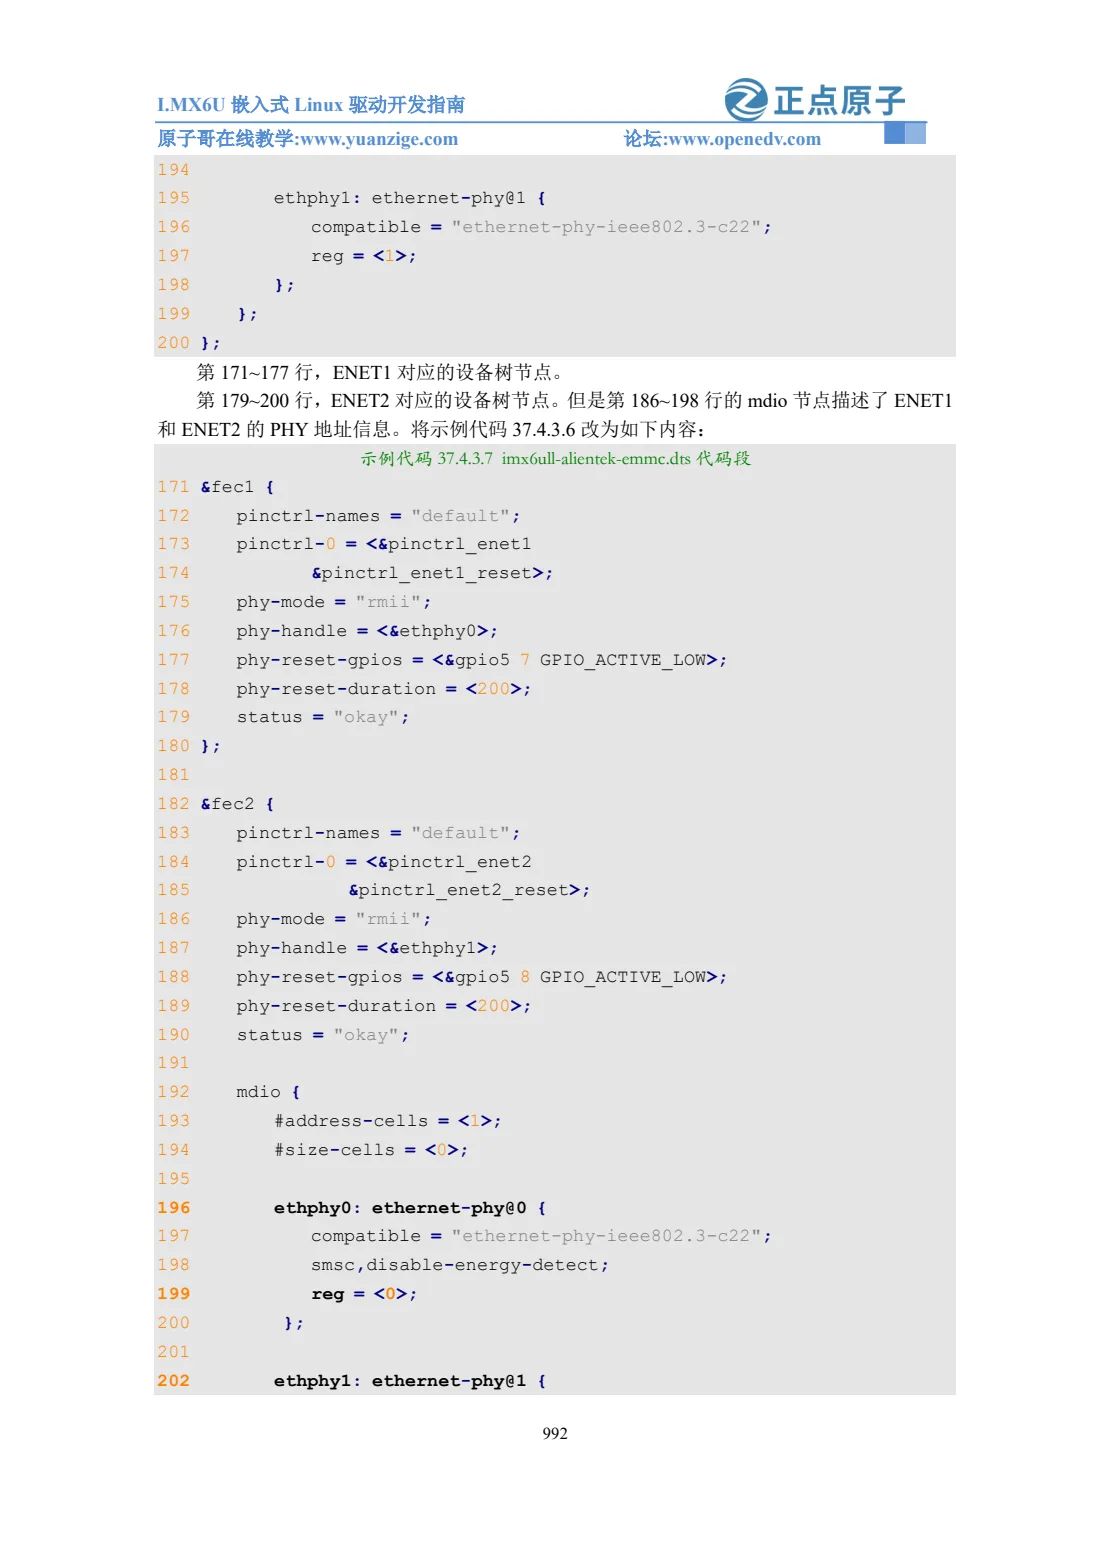 I.MX6U 嵌入式 Linux 驱动开发指南
正点原子
原子哥在线教学:www.yuanzige.com 论坛:www.openedv.com
194
195 ethphy1: ethernet-phy@1 {
196 compatible = "ethernet-phy-ieee802.3-c22";
197 reg = <1>;
198 };
199 };
200 };
第 171~177 行，ENET1 对应的设备树节点。
第 179~200 行，ENET2 对应的设备树节点。但是第 186~198 行的 mdio 节点描述了 ENET1
和 ENET2 的 PHY 地址信息。将示例代码 37.4.3.6 改为如下内容：
示例代码 37.4.3.7 imx6ull-alientek-emmc.dts 代码段
171 &fec1 {
172 pinctrl-names = "default";
173 pinctrl-0 = <&pinctrl_enet1
174 &pinctrl_enet1_reset>;
175 phy-mode = "rmii";
176 phy-handle = <&ethphy0>;
177 phy-reset-gpios = <&gpio5 7 GPIO_ACTIVE_LOW>;
178 phy-reset-duration = <200>;
179 status = "okay";
180 };
181
182 &fec2 {
183 pinctrl-names = "default";
184 pinctrl-0 = <&pinctrl_enet2
185 &pinctrl_enet2_reset>;
186 phy-mode = "rmii";
187 phy-handle = <&ethphy1>;
188 phy-reset-gpios = <&gpio5 8 GPIO_ACTIVE_LOW>;
189 phy-reset-duration = <200>;
190 status = "okay";
191
192 mdio {
193 #address-cells = <1>;
194 #size-cells = <0>;
195
196 ethphy0: ethernet-phy@0 {
197 compatible = "ethernet-phy-ieee802.3-c22";
198 smsc,disable-energy-detect;
199 reg = <0>;
200 };
201
202 ethphy1: ethernet-phy@1 {
992